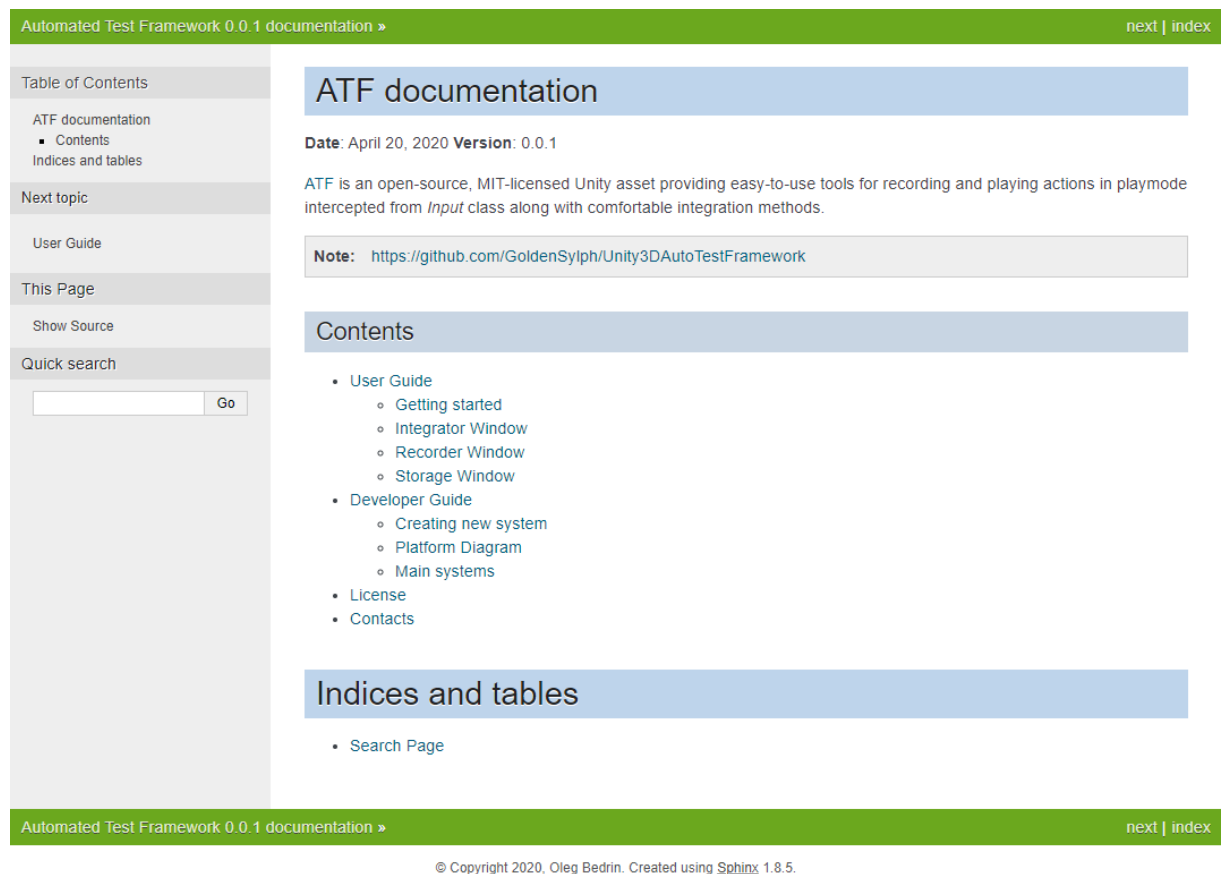 Automated Test Framework 0.0.1 documentation »
next | index
Table of Contents
ATF documentation
Contents
Indices and tables
Next topic
User Guide
This Page
Show Source
Quick search
Go
ATF documentation
Date: April 20, 2020 Version: 0.0.1
ATF is an open-source, MIT-licensed Unity asset providing easy-to-use tools for recording and playing actions in playmode
intercepted from Input class along with comfortable integration methods.
Note: https://github.com/GoldenSylph/Unity3DAutoTestFramework
Contents
User Guide
Getting started
Integrator Window
Recorder Window
Storage Window
Developer Guide
Creating new system
Platform Diagram
Main systems
License
Contacts
Indices and tables
Search Page
Automated Test Framework 0.0.1 documentation »
next | index
© Copyright 2020, Oleg Bedrin. Created using Sphinx 1.8.5.